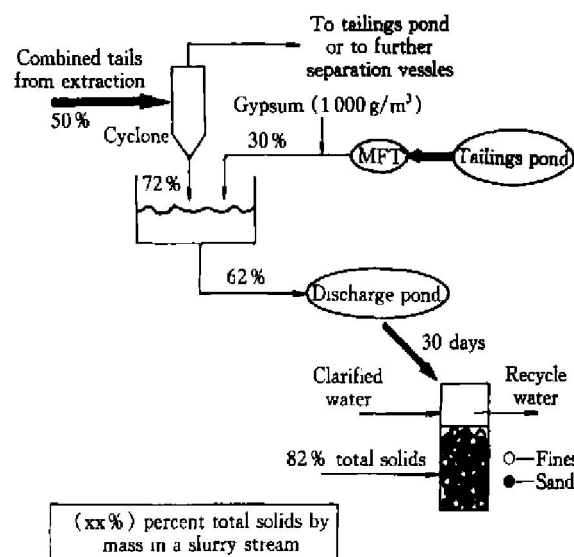 To tailings pond
or to further
separation vessles
Combined tails
from extraction
50%
Cyclone
Gypsum (1 000 g/m³)
30%
MFT
Tailings pond
72%
62%
Discharge pond
30 days
Clarified
water
Recycle
water
82% total solids
○—Fines
●—Sand
(xx%) percent total solids by
mass in a slurry stream